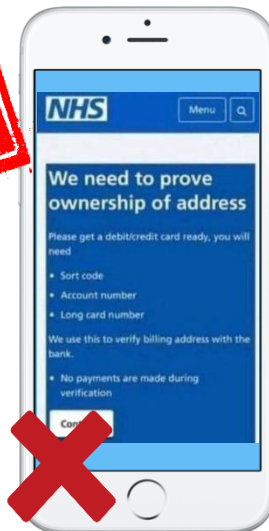 NHS
Menu
We need to prove
ownership of address
Please get a debit/credit card ready, you will
need
• Sort code
• Account number
• Long card number
We use this to verify billing address with the
bank.
• No payments are made during
verification